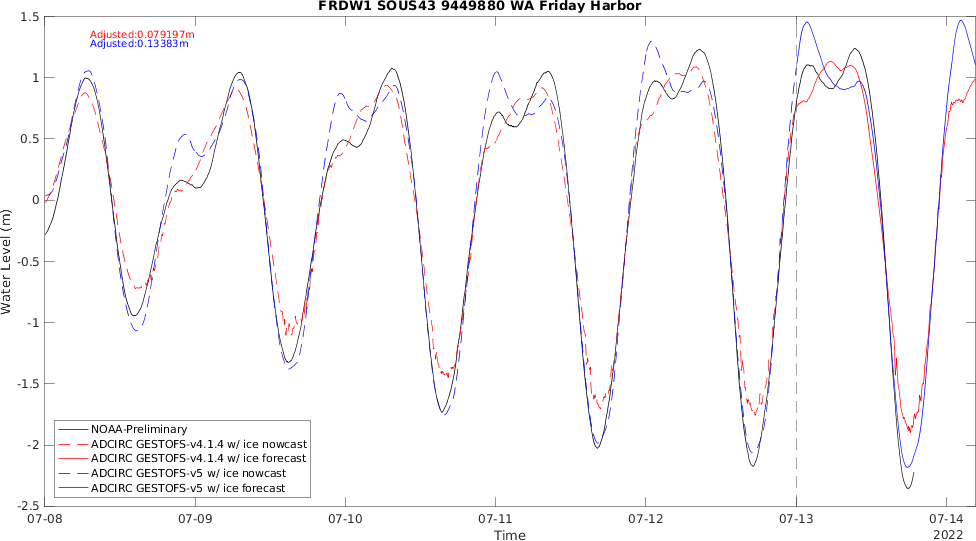 FRDW1 SOUS43 9449880 WA Friday Harbor
Adjusted:0.079197m
Adjusted:0.13383m
1.5
1
0.5
0
-0.5
-1
-1.5
-2
-2.5
Water Level (m)
NOAA-Preliminary
ADCIRC GESTOFS-v4.1.4 w/ ice nowcast
ADCIRC GESTOFS-v4.1.4 w/ ice forecast
ADCIRC GESTOFS-v5 w/ ice nowcast
ADCIRC GESTOFS-v5 w/ ice forecast
07-08 07-09 07-10 07-11 07-12 07-13 07-14
Time
2022